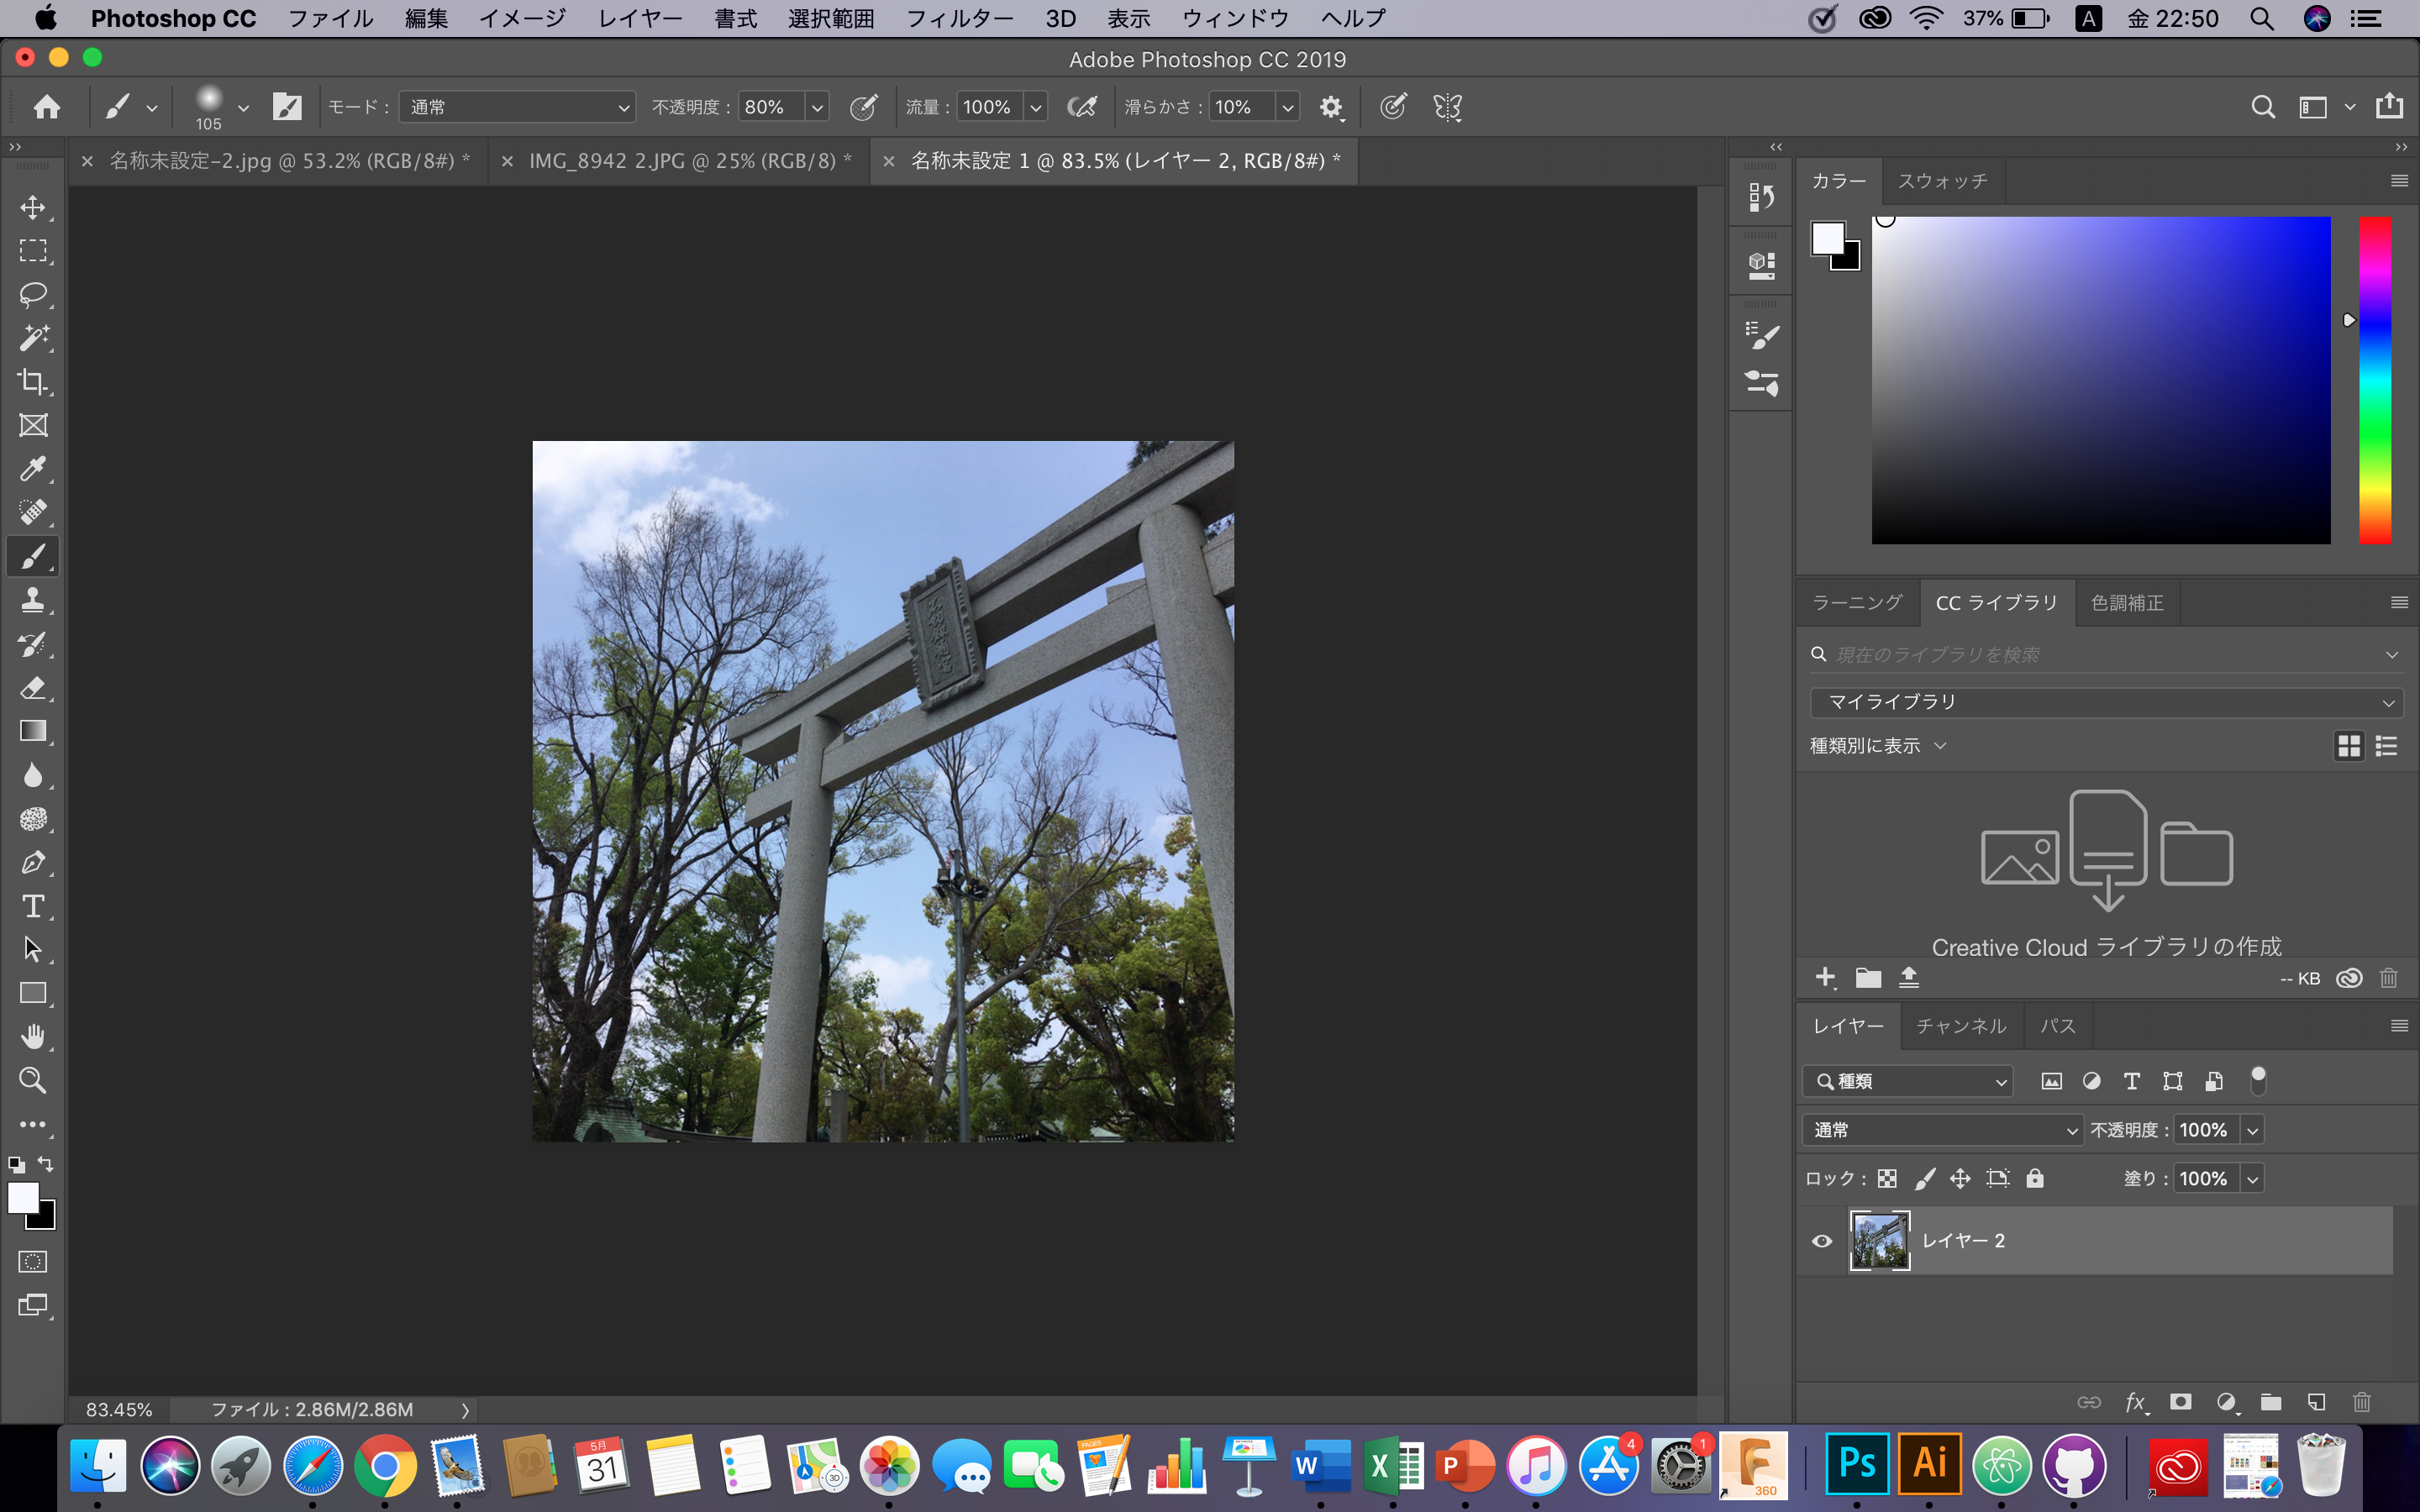 Photoshop CC ファイル 編集 イメージ レイヤー 書式 選択範囲 フィルター 3D 表示 ウィンドウ ヘルプ 37% A 金 22:50
Adobe Photoshop CC 2019
105 モード: 通常 不透明度: 80% 流量: 100% 滑らかさ: 10%
× 名称未設定-2.jpg @ 53.2% (RGB/8#) * × IMG_8942 2.JPG @ 25% (RGB/8) * × 名称未設定 1 @ 83.5% (レイヤー 2, RGB/8#) *
カラー スウォッチ
ラーニング CC ライブラリ 色調補正
現在のライブラリを検索
マイライブラリ
種類別に表示
Creative Cloud ライブラリの作成
-- KB
レイヤー チャンネル パス
種類
通常 不透明度: 100%
ロック: 塗り: 100%
レイヤー 2
fx
83.45% ファイル: 2.86M/2.86M
5月
31
3D
PAGES
W
X
P
4
1
F
360
Ps
Ai